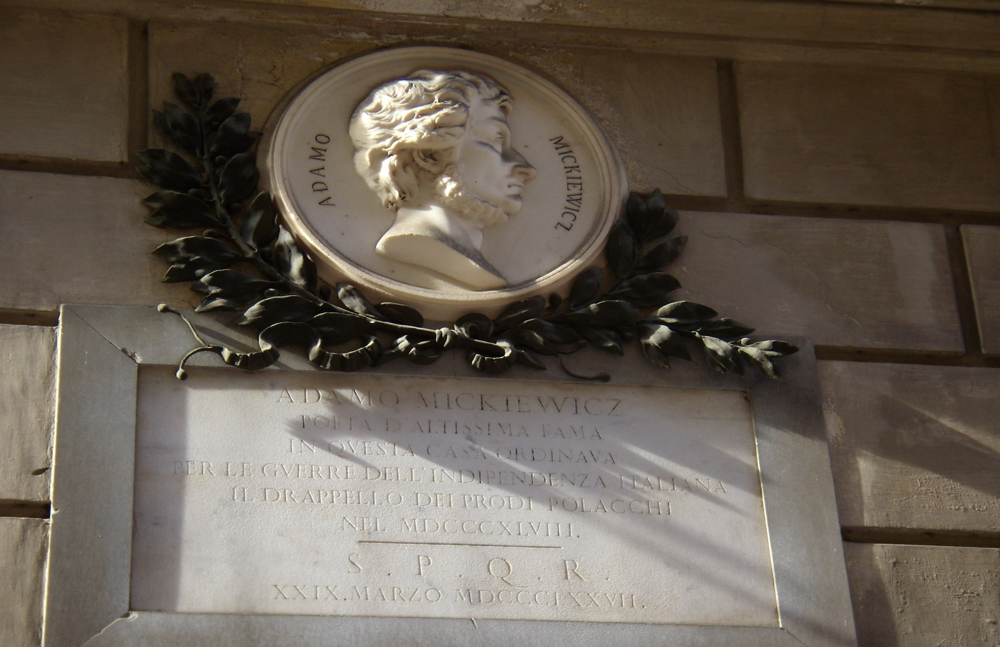 ADAMO MICKIEWICZ
ADAMO MICKIEWICZ
POETA D'ALTISSIMA FAMA
IN QVESTA CASA ORDINAVA
PER LE GVERRE DELL'INDIPENDENZA ITALIANA
IL DRAPPELLO DEI PRODI POLACCHI
NEL MDCCCXLVIII.
S . P . Q . R .
XXIX.MARZO MDCCCLXXVII.